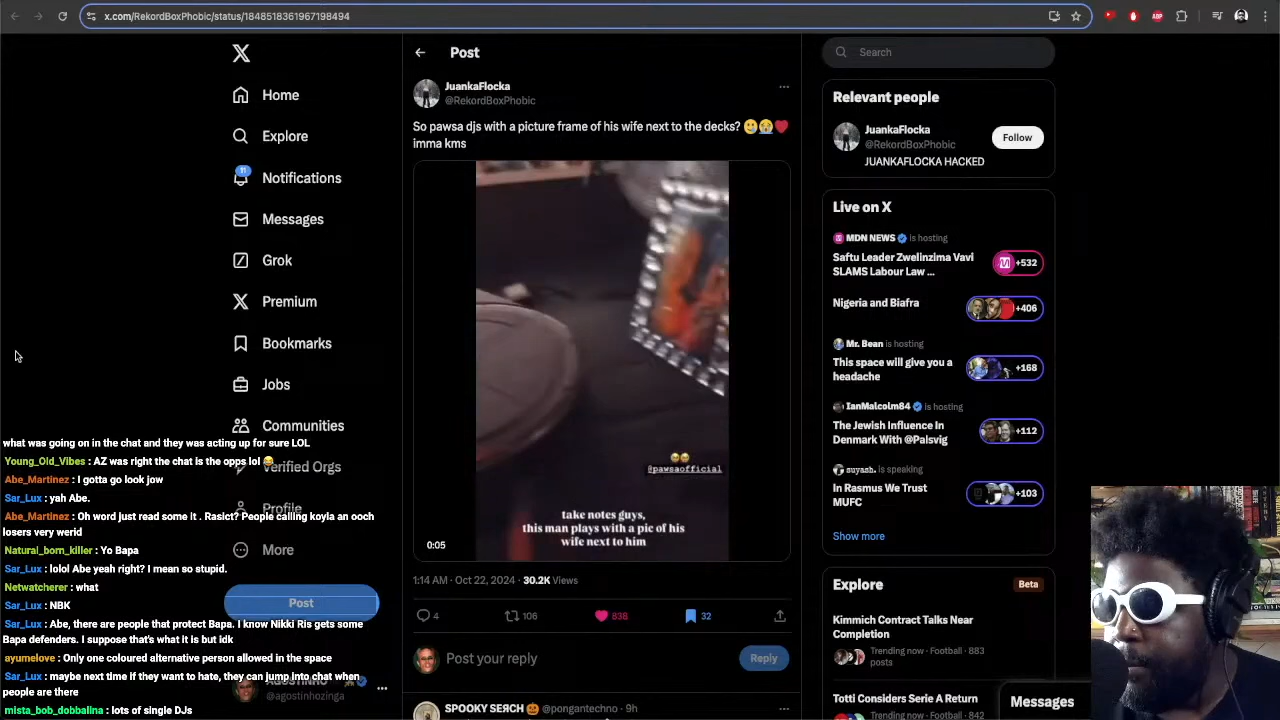 x.com/RekordBoxPhobic/status/1848518361967198494
ABP
Home
Explore
11
Notifications
Messages
Grok
Premium
Bookmarks
Jobs
Communities
Verified Orgs
Profile
More
Post
@agostinhozinga
Post
JuankaFlocka
@RekordBoxPhobic
So pawsa djs with a picture frame of his wife next to the decks? 🥲😭❤️
imma kms
@pawsaofficial
take notes guys,
this man plays with a pic of his
wife next to him
0:05
1:14 AM · Oct 22, 2024 · 30.2K Views
4
106
838
32
Post your reply
Reply
SPOOKY SEЯCH 🎃 @pongantechno · 9h
Search
Relevant people
JuankaFlocka
@RekordBoxPhobic
JUANKAFLOCKA HACKED
Follow
Live on X
MDN NEWS is hosting
Saftu Leader Zwelinzima Vavi
SLAMS Labour Law ...
+532
Nigeria and Biafra
+406
Mr. Bean is hosting
This space will give you a
headache
+168
IanMalcolm84 is hosting
The Jewish Influence In
Denmark With @Palsvig
+112
suyash. is speaking
In Rasmus We Trust
MUFC
+103
Show more
Explore
Beta
Kimmich Contract Talks Near
Completion
Trending now · Football · 883
posts
Totti Considers Serie A Return
Trending now · Football · 842
Messages
what was going on in the chat and they was acting up for sure LOL
Young_Old_Vibes : AZ was right the chat is the opps lol 😂
Abe_Martinez : I gotta go look jow
Sar_Lux : yah Abe.
Abe_Martinez : Oh word just read some it . Rasict? People calling koyla an ooch
losers very werid
Natural_born_killer : Yo Bapa
Sar_Lux : lolol Abe yeah right? I mean so stupid.
Netwatcherer : what
Sar_Lux : NBK
Sar_Lux : Abe, there are people that protect Bapa. I know Nikki Ris gets some
Bapa defenders. I suppose that's what it is but idk
ayumelove : Only one coloured alternative person allowed in the space
Sar_Lux : maybe next time if they want to hate, they can jump into chat when
people are there
mista_bob_dobbalina : lots of single DJs